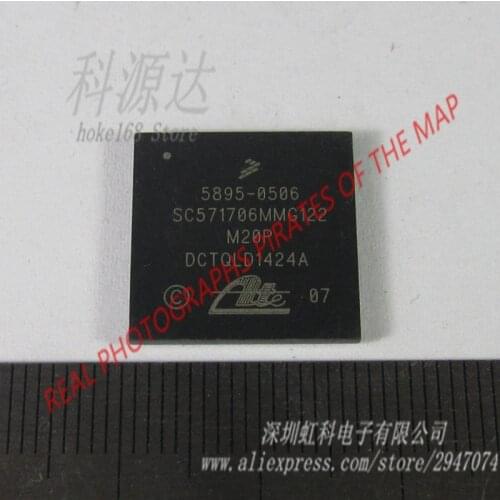 科源达
hoke168 Store
5895-0506
SC571706MMG122
M20P
DCTQLD1424A
© Ate 07
REAL PHOTOGRAPHS PIRATES OF THE MAP
深圳虹科电子有限公司
www.aliexpress.com/store/2947074